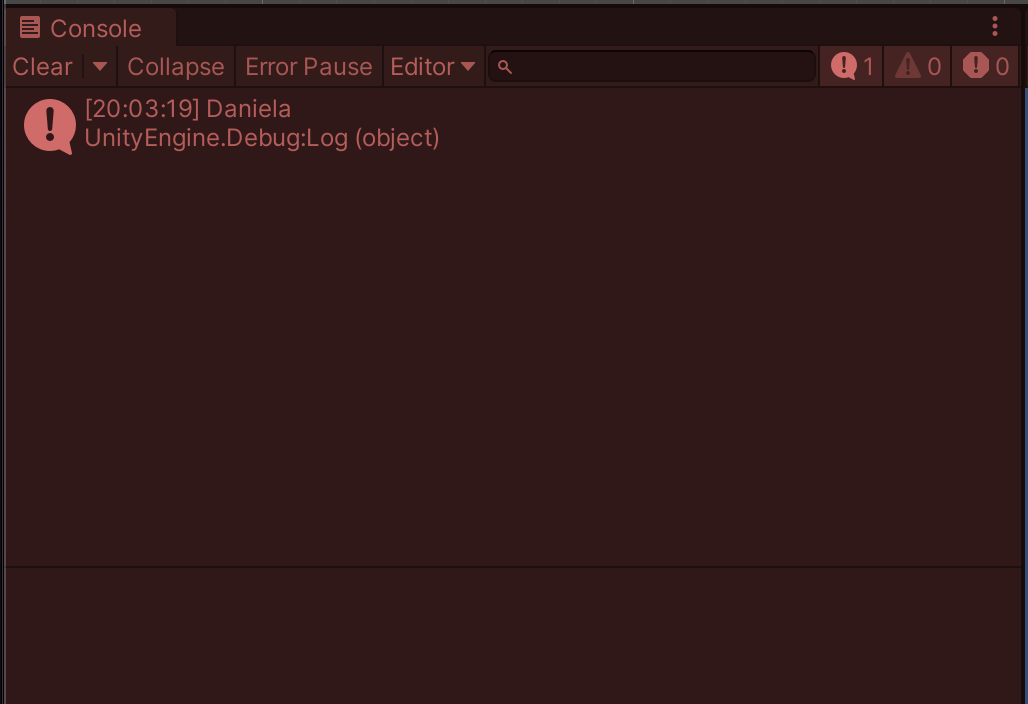 Console
Clear Collapse Error Pause Editor 1 0 0
[20:03:19] Daniela
UnityEngine.Debug:Log (object)